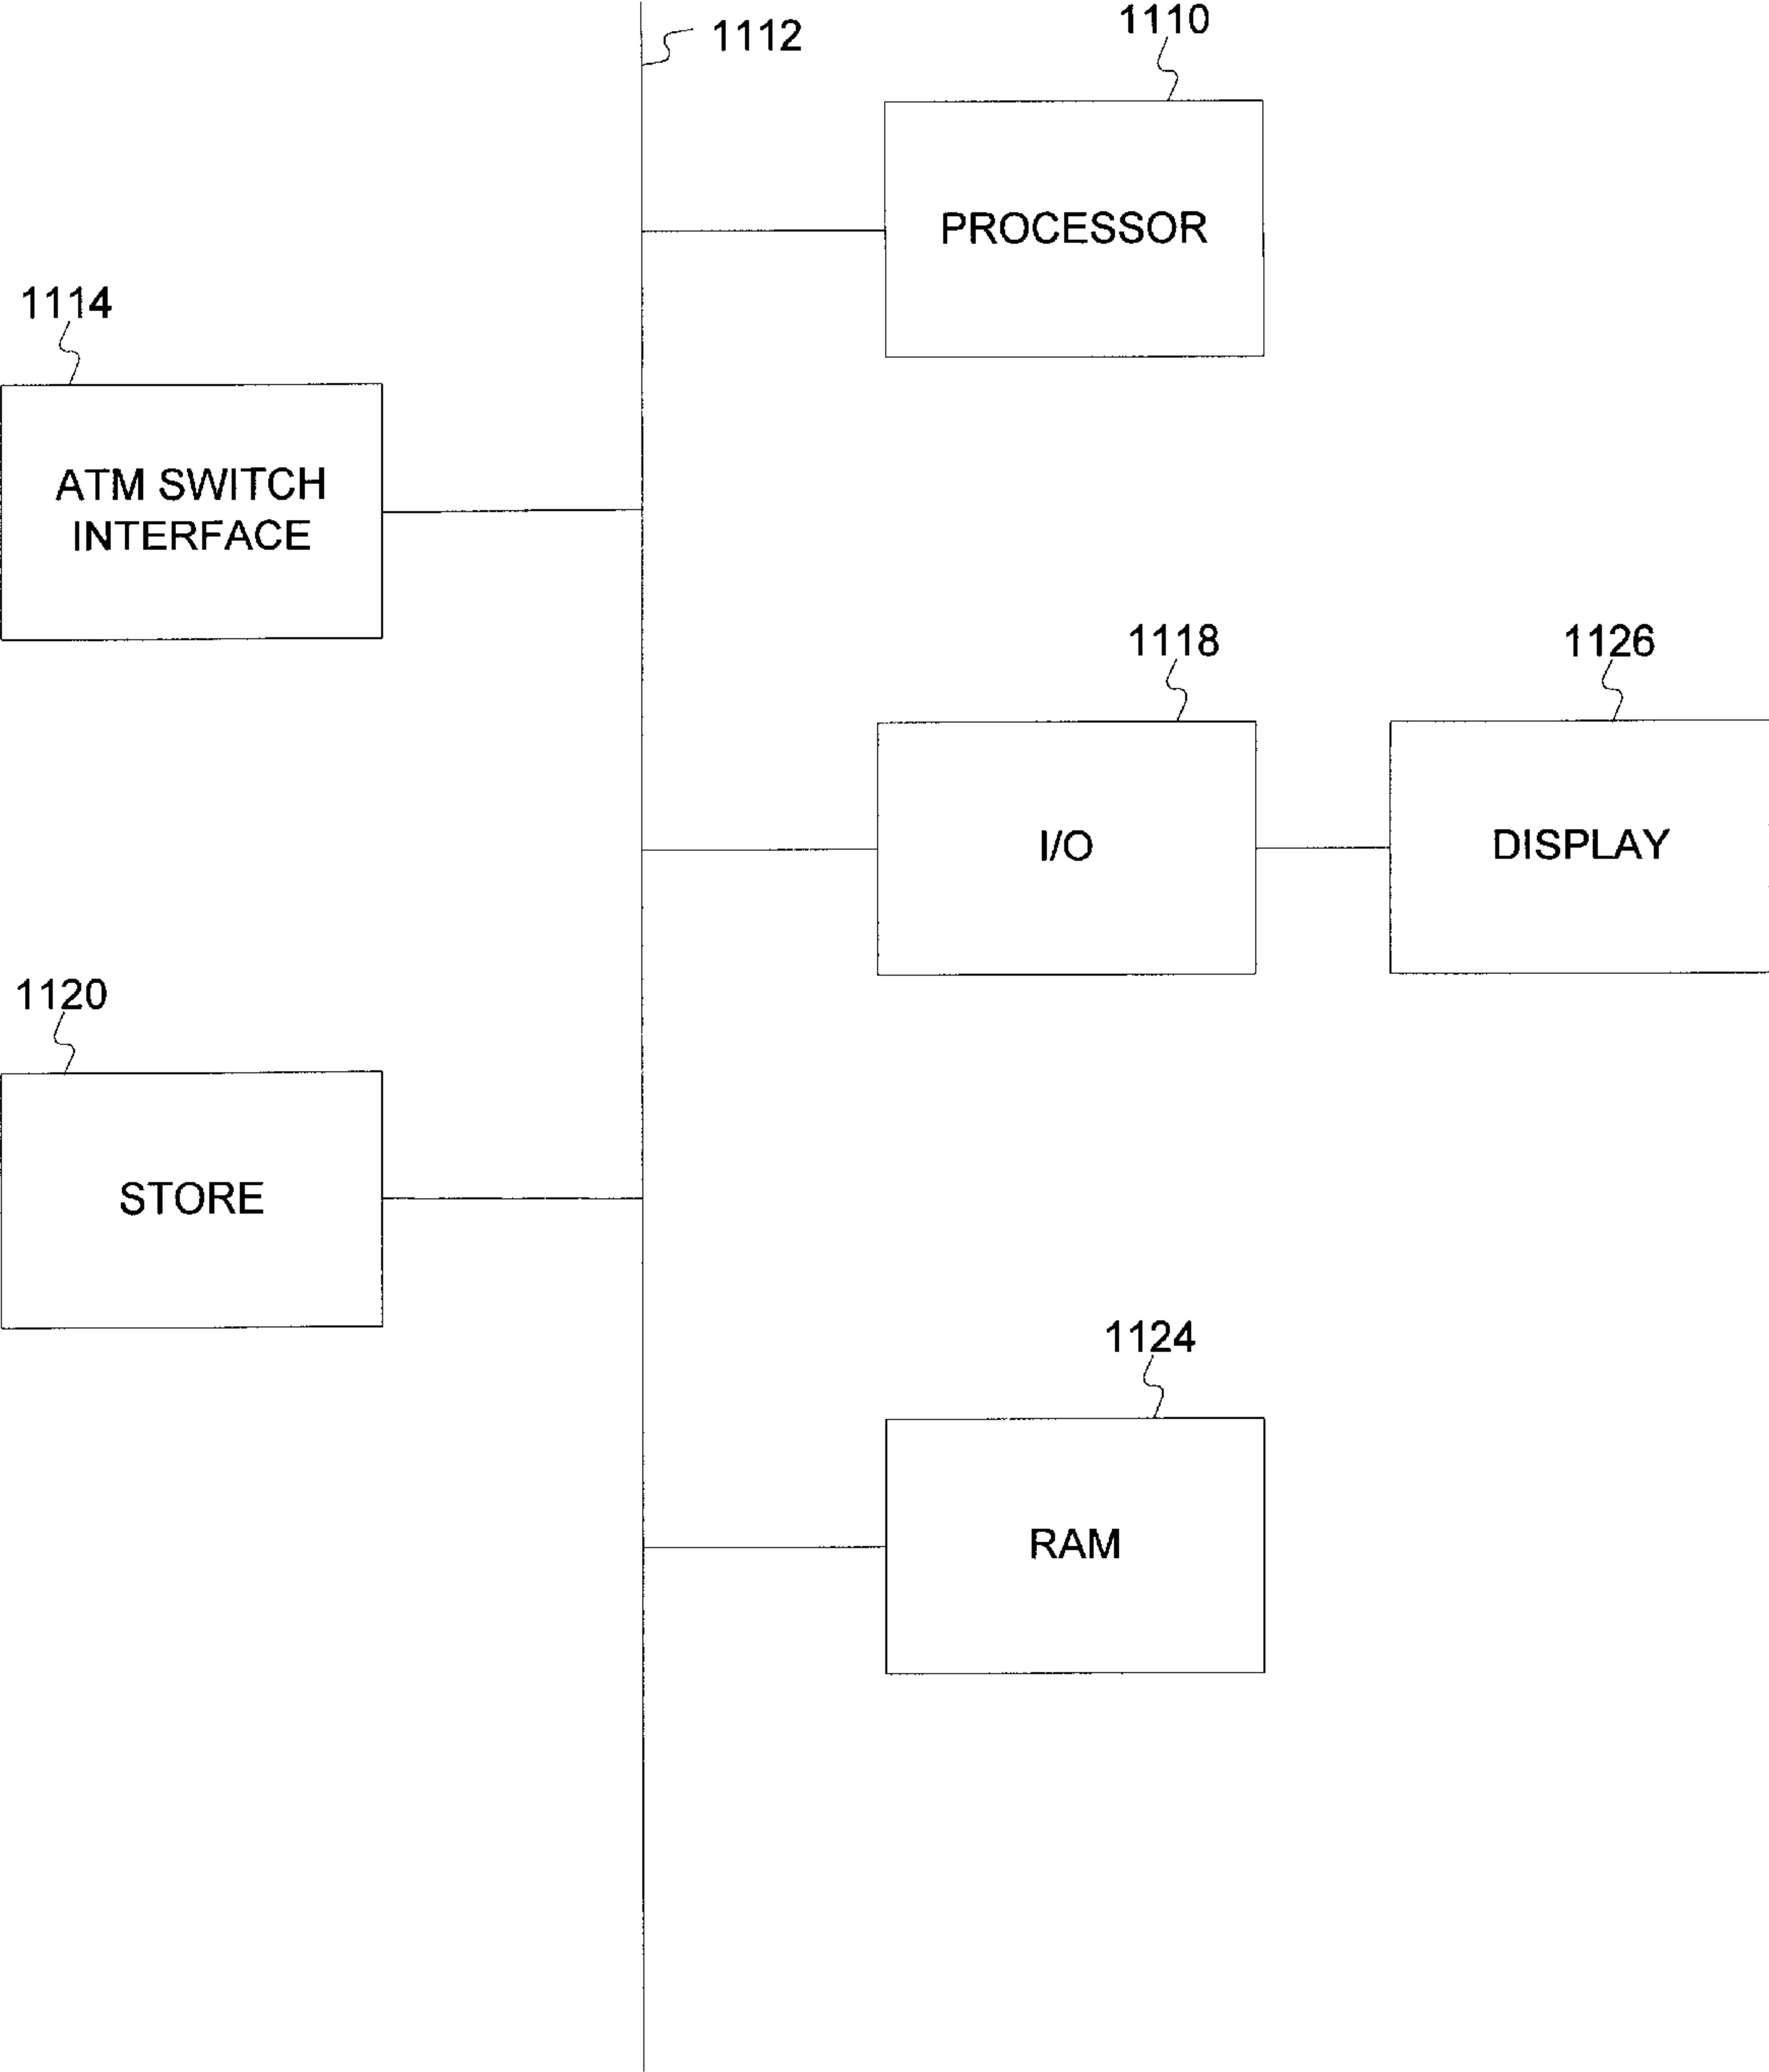 1112
1110
PROCESSOR
1114
ATM SWITCH
INTERFACE
1118
1126
I/O
DISPLAY
1120
STORE
1124
RAM